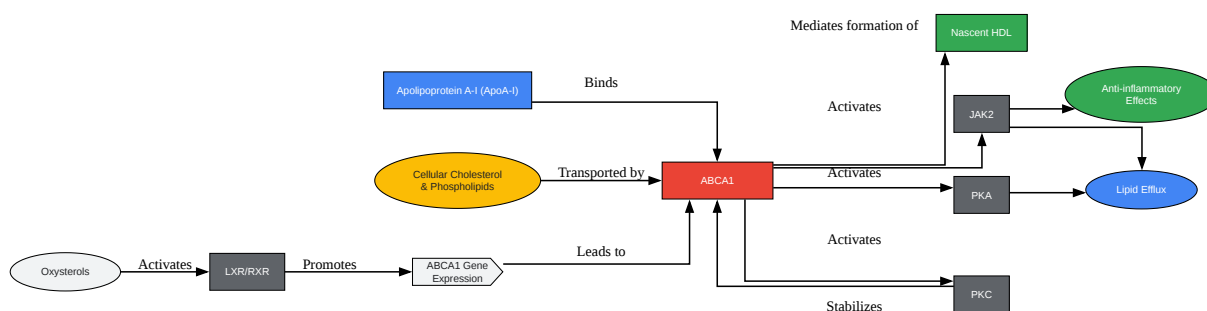 Mediates formation of
Nascent HDL
Apolipoprotein A-I (ApoA-I)
Binds
Activates
JAK2
Anti-inflammatory
Effects
Cellular Cholesterol
& Phospholipids
Transported by
ABCA1
Activates
PKA
Lipid Efflux
Activates
Oxysterols
Activates
LXR/RXR
Promotes
ABCA1 Gene
Expression
Leads to
PKC
Stabilizes